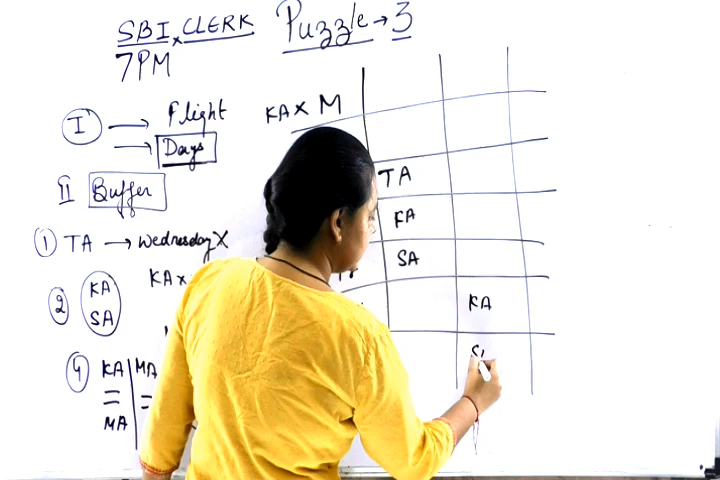 SBI CLERK Puzzle → 3
7PM
I → Flight
→ Days
II Buffer
① TA → Wednesday X
② KA
SA
KA x
④ KA | MA
= | =
MA
KA x M
TA
FA
SA
KA